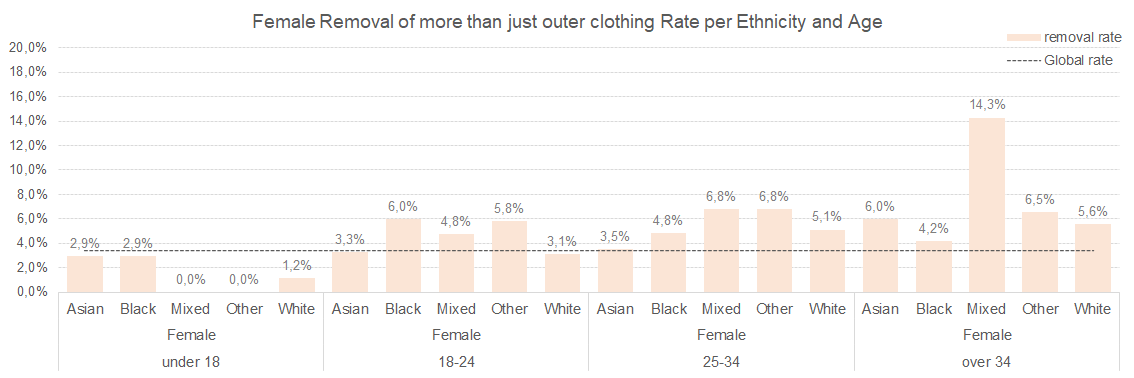 Female Removal of more than just outer clothing Rate per Ethnicity and Age
removal rate
Global rate
20,0%
18,0%
16,0%
14,0%
12,0%
10,0%
8,0%
6,0%
4,0%
2,0%
0,0%
2,9% 2,9% 0,0% 0,0% 1,2% 3,3% 6,0% 4,8% 5,8% 3,1% 3,5% 4,8% 6,8% 6,8% 5,1% 6,0% 4,2% 14,3% 6,5% 5,6%
Asian Black Mixed Other White Asian Black Mixed Other White Asian Black Mixed Other White Asian Black Mixed Other White
Female Female Female Female
under 18 18-24 25-34 over 34